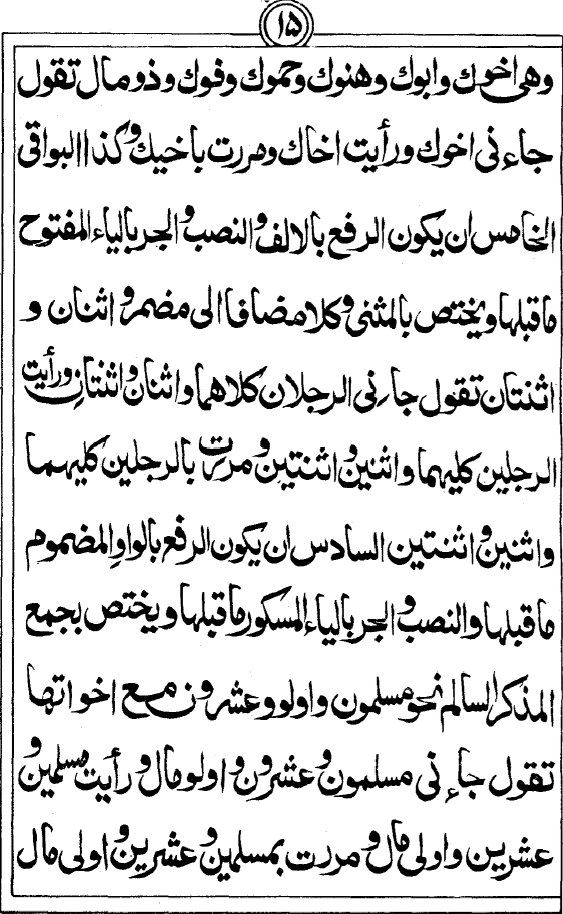 ١٥
وهى اخوك وابوك وهنوك وحموك وفوك وذو مال تقول
جاءنى اخوك ورأيت اخاك ومررت باخيك وكذا البواقى
الخامس ان يكون الرفع بالالف والنصب والجر بالياء المفتوح
ماقبلها ويختص بالمثنى وكلا مضافا الى مضمر واثنان و
اثنتان تقول جاءنى الرجلان كلاهما واثنان واثنتان ورأيت
الرجلين كليهما واثنين واثنتين ومررت بالرجلين كليهما
واثنين واثنتين السادس ان يكون الرفع بالواو المضموم
ماقبلها والنصب والجر بالياء المسكور ماقبلها ويختص بجمع
المذكر السالم نحو مسلمون واولو وعشرون مع اخواتها
تقول جاءنى مسلمون وعشرون واولو مال ورأيت مسلمين و
عشرين واولى مال ومررت بمسلمين وعشرين واولى مال